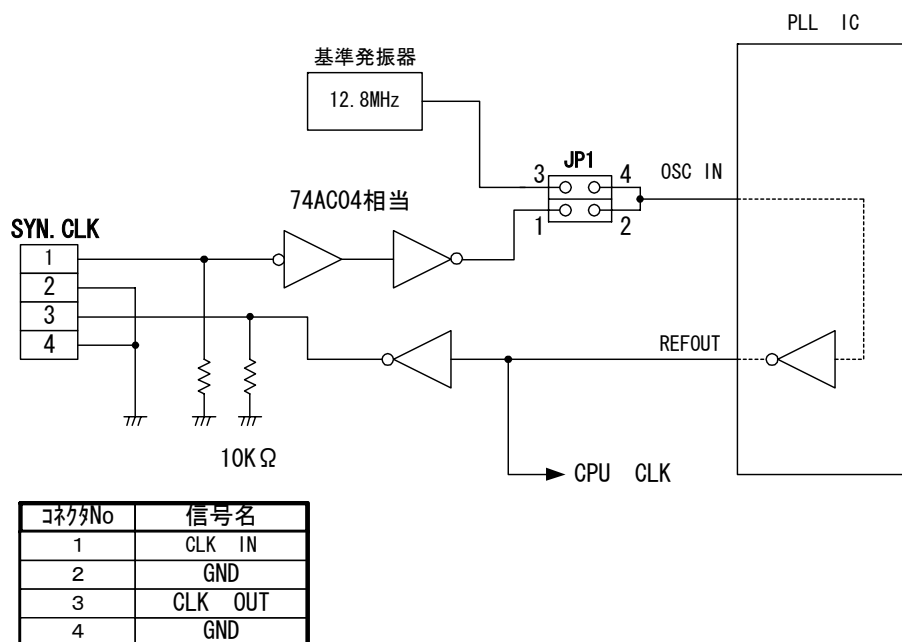 PLL IC
基準発振器
12.8MHz
JP1
3
4
OSC IN
1
2
74AC04相当
SYN.CLK
1
2
3
4
REFOUT
10KΩ
CPU CLK
ｺﾈｸﾀNo 信号名
1 CLK IN
2 GND
3 CLK OUT
4 GND